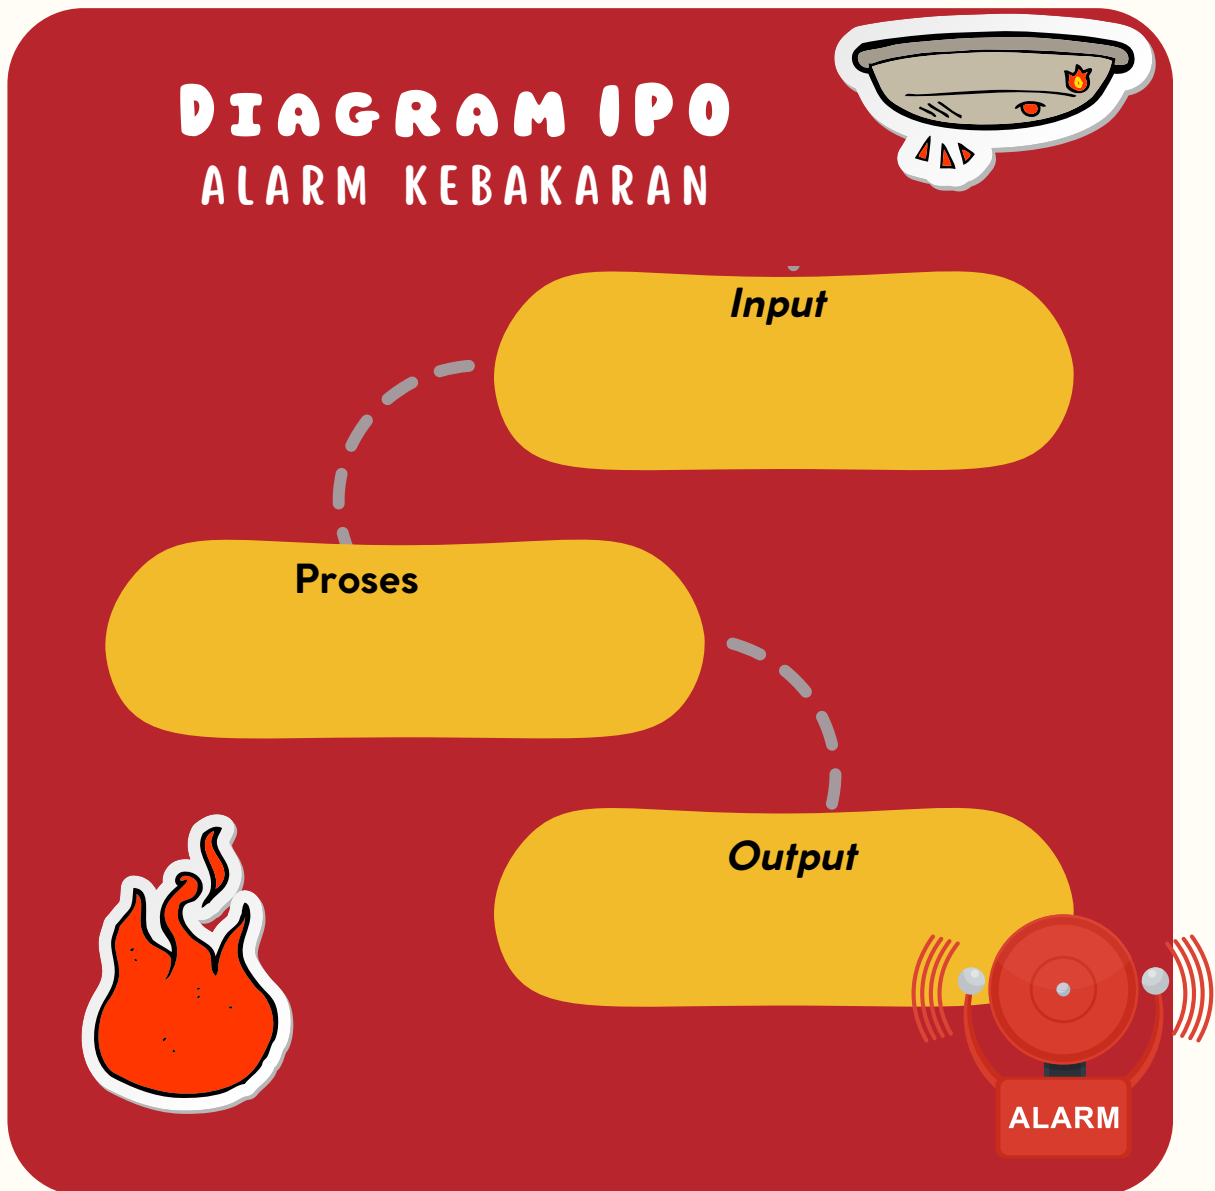 DIAGRAM IPO
ALARM KEBAKARAN
Input
Proses
Output
ALARM